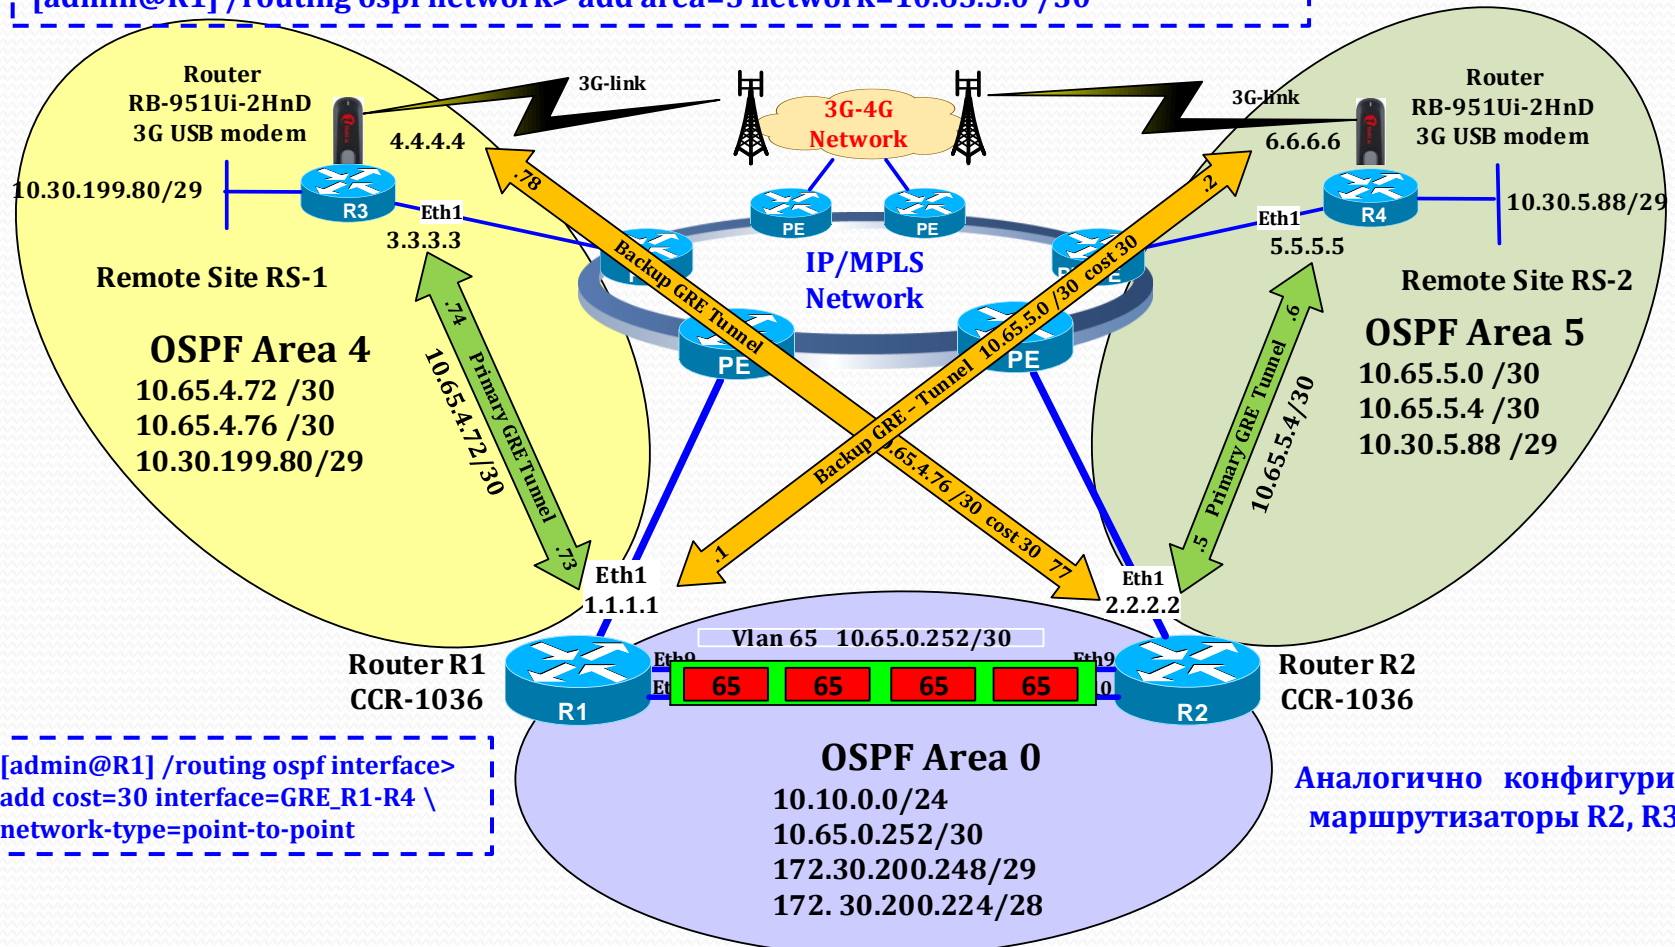 [admin@R1] /routing ospf network> add area=5 network=10.65.5.0 /30
Router
RB-951Ui-2HnD
3G USB modem
4.4.4.4
3G-link
3G-4G
Network
3G-link
6.6.6.6
Router
RB-951Ui-2HnD
3G USB modem
10.30.199.80/29
R3
Eth1
3.3.3.3
PE
PE
Eth1
5.5.5.5
R4
10.30.5.88/29
IP/MPLS
Network
PE
PE
Remote Site RS-1
Remote Site RS-2
OSPF Area 4
10.65.4.72 /30
10.65.4.76 /30
10.30.199.80/29
OSPF Area 5
10.65.5.0 /30
10.65.5.4 /30
10.30.5.88 /29
.74 Primary GRE Tunnel .73
10.65.4.72/30
.78 Backup GRE Tunnel .65.4.76 /30 cost 30 77
.1 Backup GRE – Tunnel 10.65.5.0 /30 cost 30 .2
.5 Primary GRE Tunnel .6
10.65.5.4/30
Eth1
1.1.1.1
Eth1
2.2.2.2
Vlan 65 10.65.0.252/30
Eth9
Eth9
65 65 65 65
Router R1
CCR-1036
R1
R2
Router R2
CCR-1036
OSPF Area 0
10.10.0.0/24
10.65.0.252/30
172.30.200.248/29
172. 30.200.224/28
[admin@R1] /routing ospf interface>
add cost=30 interface=GRE_R1-R4 \
network-type=point-to-point
Аналогично конфигури
маршрутизаторы R2, R3